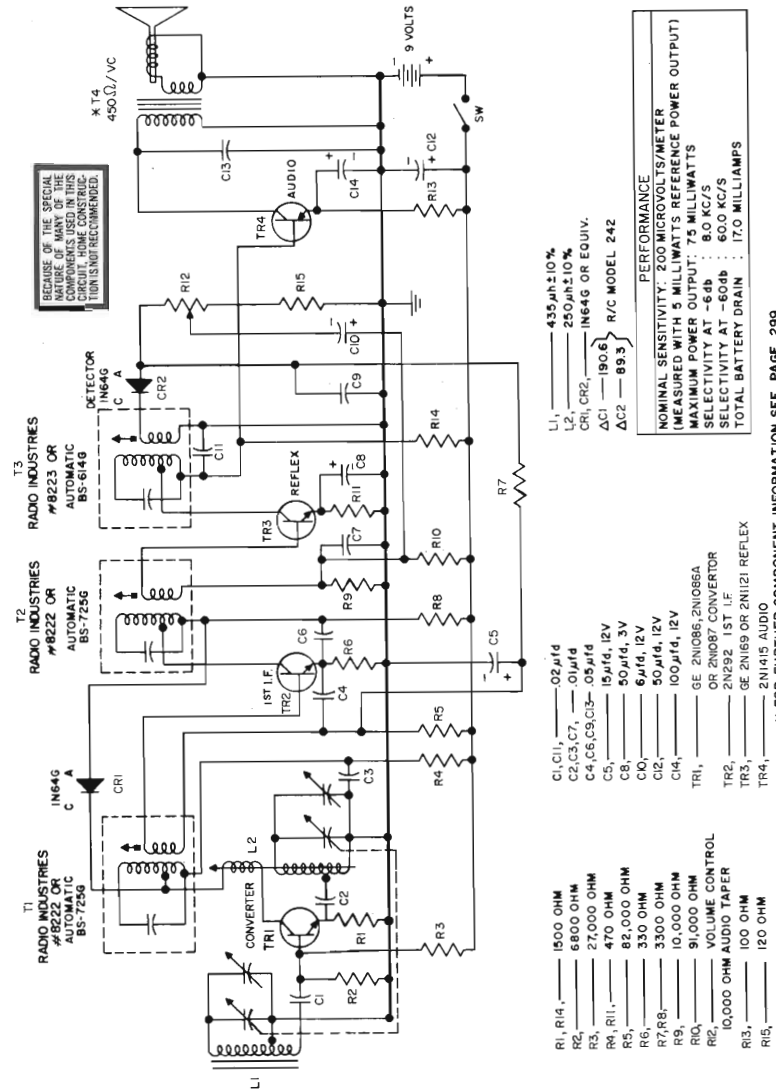 BECAUSE OF THE SPECIAL
NATURE OF MANY OF THE
COMPONENTS USED IN THIS
CIRCUIT, HOME CONSTRUC-
TION IS NOT RECOMMENDED.
T1
RADIO INDUSTRIES
#8222 OR
AUTOMATIC
BS-725G
IN64G
C A
CR1
T2
RADIO INDUSTRIES
#8222 OR
AUTOMATIC
BS-725G
T3
RADIO INDUSTRIES
#8223 OR
AUTOMATIC
BS-614G
DETECTOR
IN64G
C A
CR2
* T4
450Ω/VC
L1
C1
R2
CONVERTER
TR1
R1
C2
L2
R3
C3
R4
R5
1ST I.F.
TR2
C4
R6
C6
C5
- +
R8
R9
C7
TR3
REFLEX
R11
C8
+ -
R10
C11
R14
C9
R7
C10
- +
R12
R15
TR4
AUDIO
C13
C14
+ -
R13
C12
- +
9 VOLTS
- +
SW
R1, R14, 1500 OHM
R2, 6800 OHM
R3, 27,000 OHM
R4, R11, 470 OHM
R5, 82,000 OHM
R6, 330 OHM
R7,R8, 3300 OHM
R9, 10,000 OHM
R10, 91,000 OHM
R12, VOLUME CONTROL
10,000 OHM AUDIO TAPER
R13, 100 OHM
R15, 120 OHM
C1, C11, .02µfd
C2,C3,C7, .01µfd
C4,C6,C9,C13 .05µfd
C5, 15µfd, 12V
C8, 50µfd, 3V
C10, 6µfd, 12V
C12, 50µfd, 12V
C14, 100µfd, 12V
TR1, GE 2N1086, 2N1086A
OR 2N1087 CONVERTOR
TR2, 2N292 1ST I.F.
TR3, GE 2N169 OR 2N1121 REFLEX
TR4, 2N1415 AUDIO
L1, 435µh±10%
L2, 250µh±10%
CR1, CR2, IN64G OR EQUIV.
ΔC1 190.6
ΔC2 89.3
R/C MODEL 242
PERFORMANCE
NOMINAL SENSITIVITY: 200 MICROVOLTS/METER
(MEASURED WITH 5 MILLIWATTS REFERENCE POWER OUTPUT)
MAXIMUM POWER OUTPUT: 75 MILLIWATTS
SELECTIVITY AT -6db : 8.0 KC/S
SELECTIVITY AT -60db : 60.0 KC/S
TOTAL BATTERY DRAIN : 17.0 MILLIAMPS
FOR FURTHER COMPONENT INFORMATION SEE PAGE 299